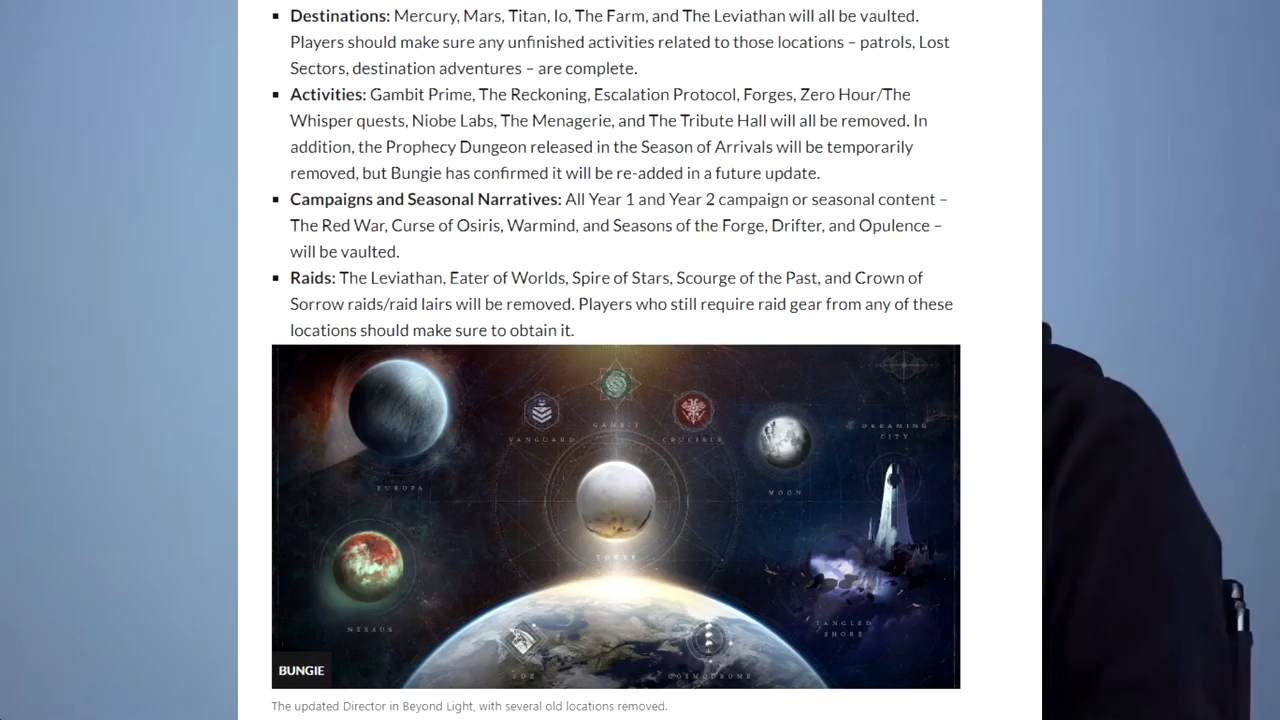 ▪ Destinations: Mercury, Mars, Titan, Io, The Farm, and The Leviathan will all be vaulted.
Players should make sure any unfinished activities related to those locations – patrols, Lost
Sectors, destination adventures – are complete.
▪ Activities: Gambit Prime, The Reckoning, Escalation Protocol, Forges, Zero Hour/The
Whisper quests, Niobe Labs, The Menagerie, and The Tribute Hall will all be removed. In
addition, the Prophecy Dungeon released in the Season of Arrivals will be temporarily
removed, but Bungie has confirmed it will be re-added in a future update.
▪ Campaigns and Seasonal Narratives: All Year 1 and Year 2 campaign or seasonal content –
The Red War, Curse of Osiris, Warmind, and Seasons of the Forge, Drifter, and Opulence –
will be vaulted.
▪ Raids: The Leviathan, Eater of Worlds, Spire of Stars, Scourge of the Past, and Crown of
Sorrow raids/raid lairs will be removed. Players who still require raid gear from any of these
locations should make sure to obtain it.
GAMBIT
VANGUARD
CRUCIBLE
DREAMING
CITY
EUROPA
MOON
TOWER
NESSUS
TANGLED
SHORE
EDZ
COSMODROME
BUNGIE
The updated Director in Beyond Light, with several old locations removed.